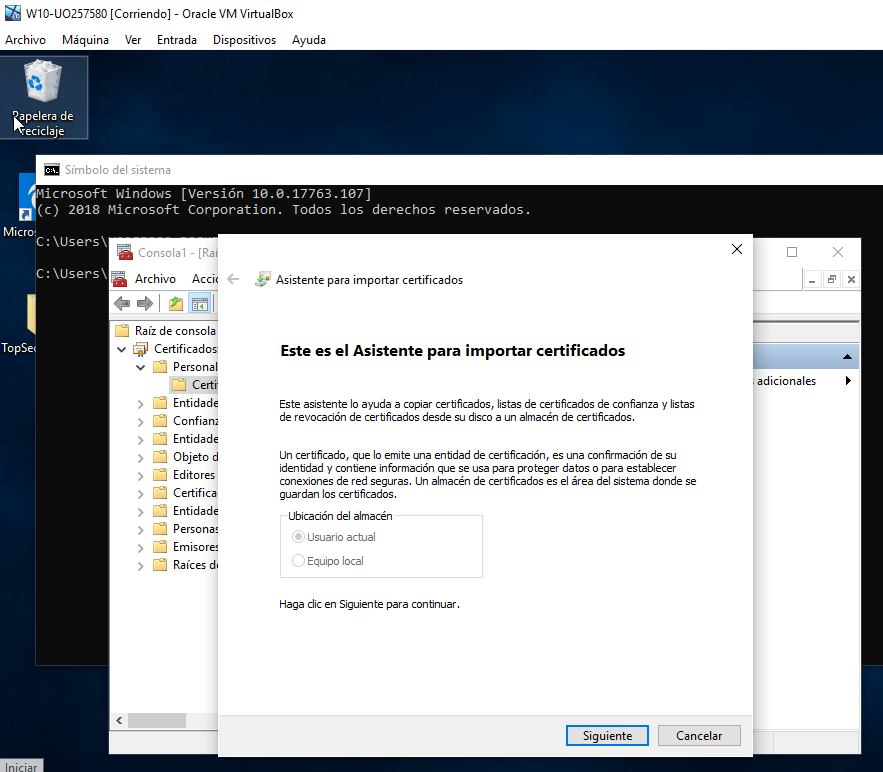 W10-UO257580 [Corriendo] - Oracle VM VirtualBox
Archivo Máquina Ver Entrada Dispositivos Ayuda
Papelera de
reciclaje
Símbolo del sistema
Microsoft Windows [Versión 10.0.17763.107]
(c) 2018 Microsoft Corporation. Todos los derechos reservados.
Micros
C:\Users\
C:\Users\
TopSec
Consola1 - [Raí
Archivo Acció
Raíz de consola
Certificados
Personal
Certi
Entidade
Confianz
Entidade
Objeto d
Editores
Certifica
Entidade
Personas
Emisores
Raíces de
s adicionales
Asistente para importar certificados
Este es el Asistente para importar certificados
Este asistente lo ayuda a copiar certificados, listas de certificados de confianza y listas
de revocación de certificados desde su disco a un almacén de certificados.
Un certificado, que lo emite una entidad de certificación, es una confirmación de su
identidad y contiene información que se usa para proteger datos o para establecer
conexiones de red seguras. Un almacén de certificados es el área del sistema donde se
guardan los certificados.
Ubicación del almacén
Usuario actual
Equipo local
Haga clic en Siguiente para continuar.
Siguiente Cancelar
Iniciar